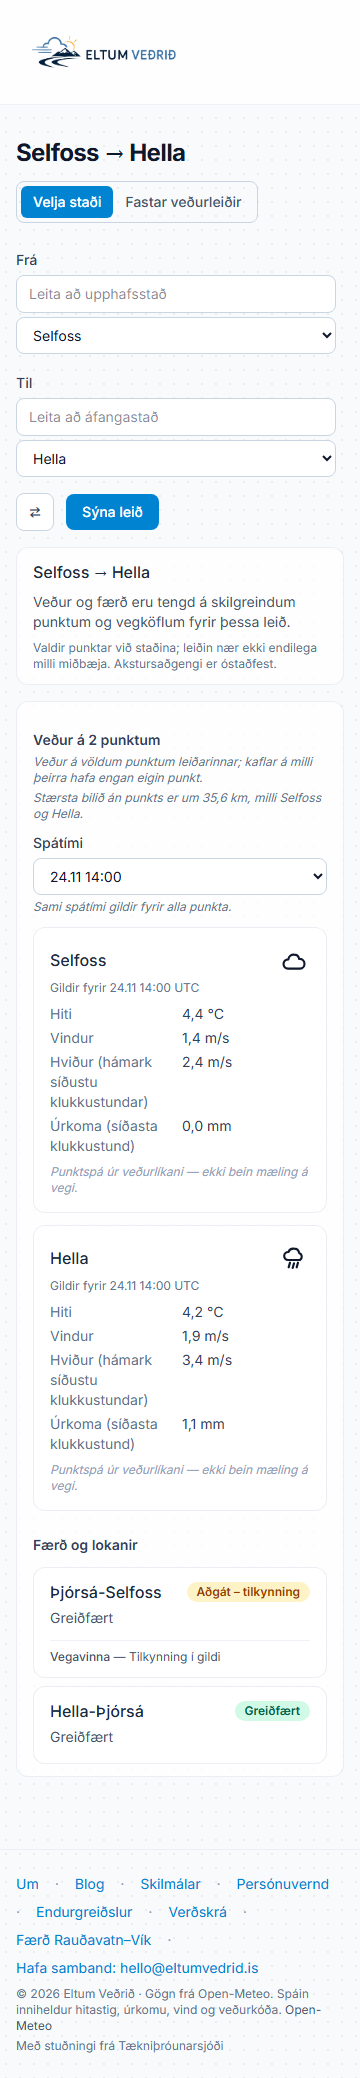 ELTUM VEÐRIÐ
Selfoss → Hella
Velja staði Fastar veðurleiðir
Frá
Leita að upphafsstað
Selfoss
Til
Leita að áfangastað
Hella
⇄ Sýna leið
Selfoss → Hella
Veður og færð eru tengd á skilgreindum
punktum og vegköflum fyrir þessa leið.
Valdir punktar við staðina; leiðin nær ekki endilega
milli miðbæja. Akstursaðgengi er óstaðfest.
Veður á 2 punktum
Veður á völdum punktum leiðarinnar; kaflar á milli
þeirra hafa engan eigin punkt.
Stærsta bilið án punkts er um 35,6 km, milli Selfoss
og Hella.
Spátími
24.11 14:00
Sami spátími gildir fyrir alla punkta.
Selfoss
Gildir fyrir 24.11 14:00 UTC
Hiti 4,4 °C
Vindur 1,4 m/s
Hviður (hámark 2,4 m/s
síðustu
klukkustundar)
Úrkoma (síðasta 0,0 mm
klukkustund)
Punktspá úr veðurlíkani — ekki bein mæling á
vegi.
Hella
Gildir fyrir 24.11 14:00 UTC
Hiti 4,2 °C
Vindur 1,9 m/s
Hviður (hámark 3,4 m/s
síðustu
klukkustundar)
Úrkoma (síðasta 1,1 mm
klukkustund)
Punktspá úr veðurlíkani — ekki bein mæling á
vegi.
Færð og lokanir
Þjórsá-Selfoss Aðgát – tilkynning
Greiðfært
Vegavinna — Tilkynning í gildi
Hella-Þjórsá Greiðfært
Greiðfært
Um · Blog · Skilmálar · Persónuvernd
· Endurgreiðslur · Verðskrá ·
Færð Rauðavatn–Vík ·
Hafa samband: hello@eltumvedrid.is
© 2026 Eltum Veðrið · Gögn frá Open-Meteo. Spáin
inniheldur hitastig, úrkomu, vind og veðurkóða. Open-
Meteo
Með stuðningi frá Tækniþróunarsjóði